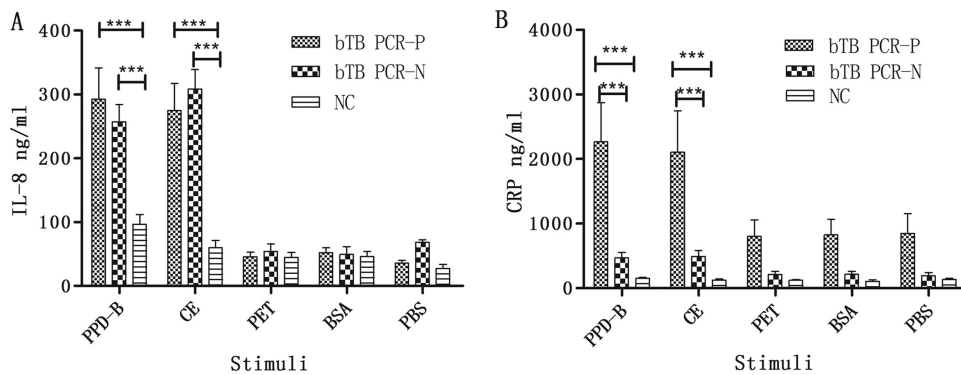 A
IL-8 ng/ml
400
300
200
100
0
***
***
***
***
bTB PCR-P
bTB PCR-N
NC
PPD-B
CE
PET
BSA
PBS
Stimuli
B
CRP ng/ml
4000
3000
2000
1000
0
***
***
***
***
bTB PCR-P
bTB PCR-N
NC
PPD-B
CE
PET
BSA
PBS
Stimuli